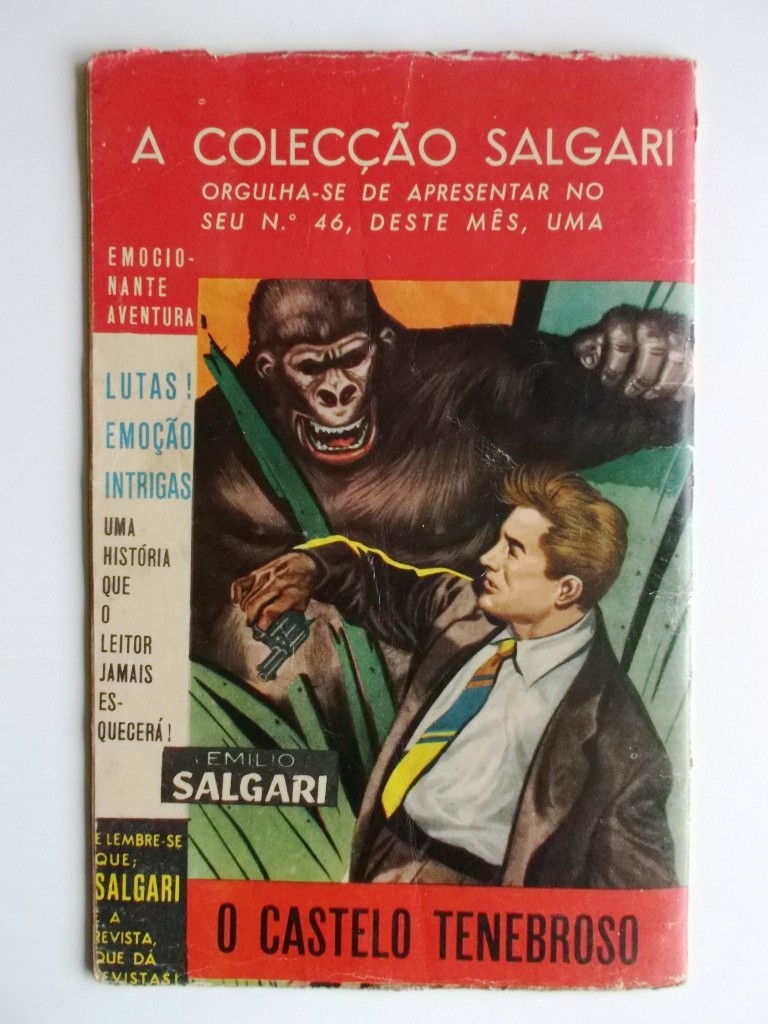 A COLECÇÃO SALGARI
ORGULHA-SE DE APRESENTAR NO
SEU N.º 46, DESTE MÊS, UMA
EMOCIO-
NANTE
AVENTURA
LUTAS!
EMOÇÃO
INTRIGAS
UMA
HISTÓRIA
QUE
O
LEITOR
JAMAIS
ES-
QUECERÁ!
EMILIO
SALGARI
E LEMBRE-SE
QUE;
SALGARI
É A
REVISTA,
QUE DÁ
REVISTAS!
O CASTELO TENEBROSO